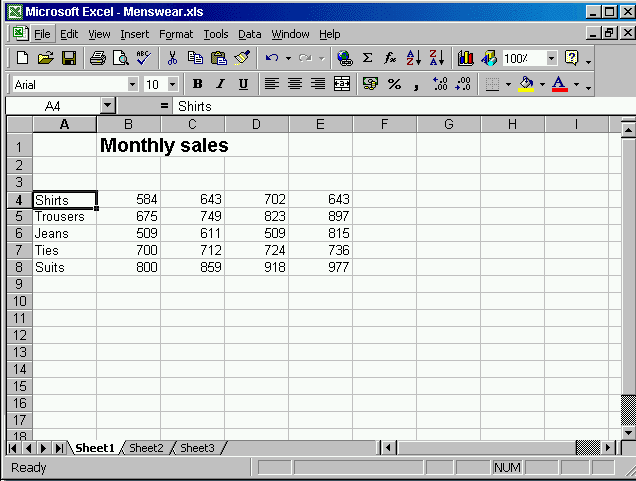 Microsoft Excel - Menswear.xls
File Edit View Insert Format Tools Data Window Help
Σ fx A Z Z A 100%
Arial 10 B I U % , A
A4 = Shirts
A B C D E F G H I
1 Monthly sales
2
3
4 Shirts 584 643 702 643
5 Trousers 675 749 823 897
6 Jeans 509 611 509 815
7 Ties 700 712 724 736
8 Suits 800 859 918 977
9
10
11
12
13
14
15
16
17
18
Sheet1 Sheet2 Sheet3
Ready NUM